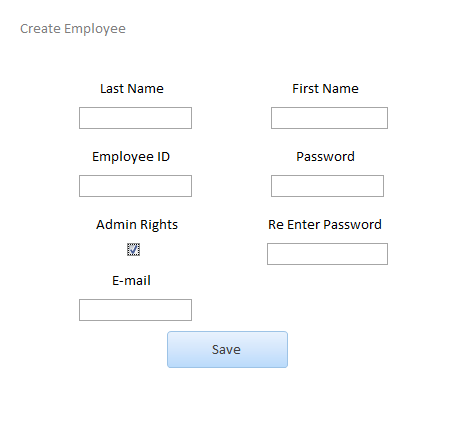 Create Employee
Last Name First Name
Employee ID Password
Admin Rights Re Enter Password
E-mail
Save